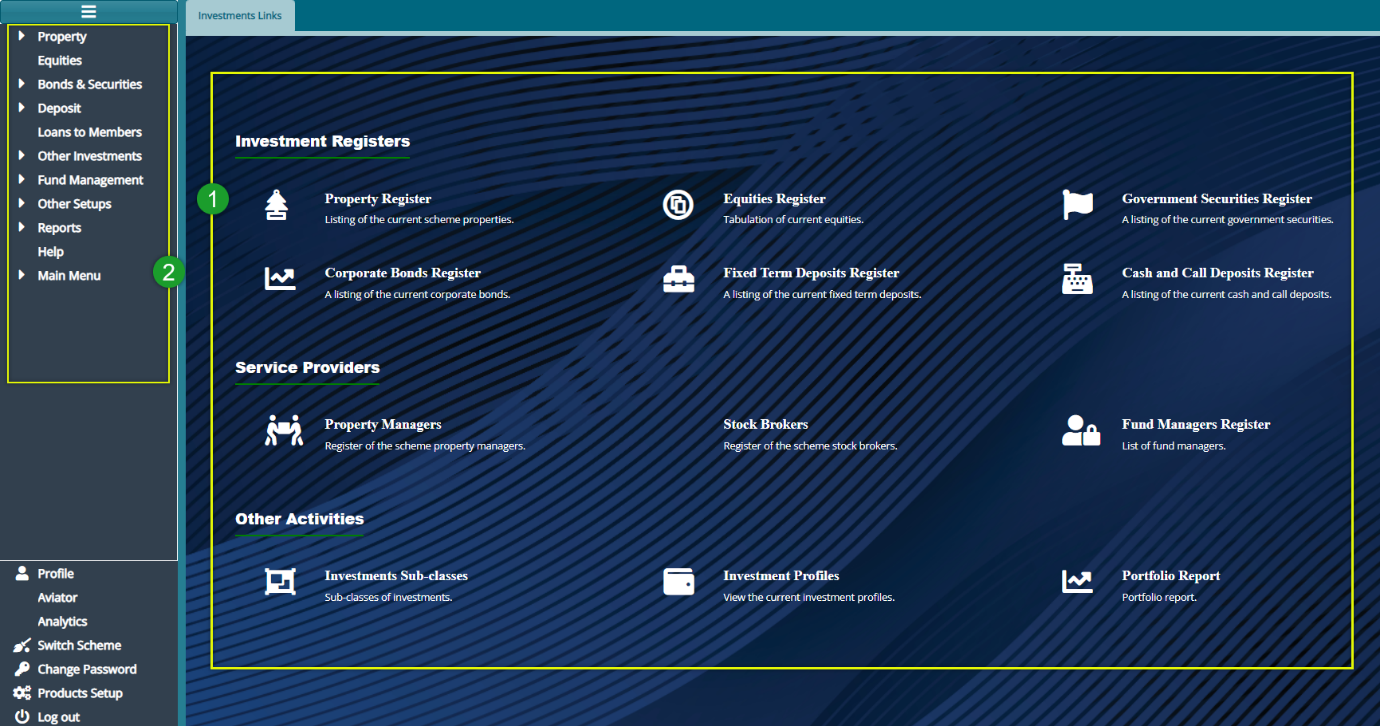 Investments Links
Property
Equities
Bonds & Securities
Deposit
Loans to Members
Other Investments
Fund Management
Other Setups
Reports
Help
Main Menu
2
Profile
Aviator
Analytics
Switch Scheme
Change Password
Products Setup
Log out
1
Investment Registers
Property Register
Listing of the current scheme properties.
Equities Register
Tabulation of current equities.
Government Securities Register
A listing of the current government securities.
Corporate Bonds Register
A listing of the current corporate bonds.
Fixed Term Deposits Register
A listing of the current fixed term deposits.
Cash and Call Deposits Register
A listing of the current cash and call deposits.
Service Providers
Property Managers
Register of the scheme property managers.
Stock Brokers
Register of the scheme stock brokers.
Fund Managers Register
List of fund managers.
Other Activities
Investments Sub-classes
Sub-classes of investments.
Investment Profiles
View the current investment profiles.
Portfolio Report
Portfolio report.